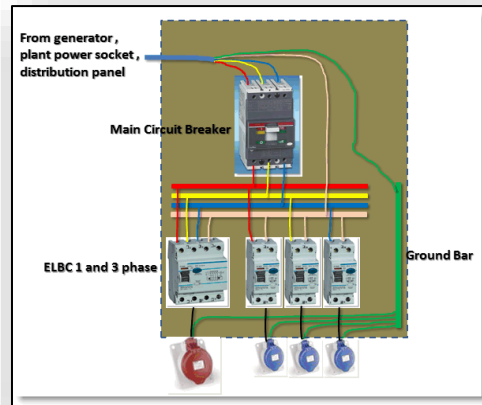 From generator ,
plant power socket ,
distribution panel
Main Circuit Breaker
ELBC 1 and 3 phase
Ground Bar